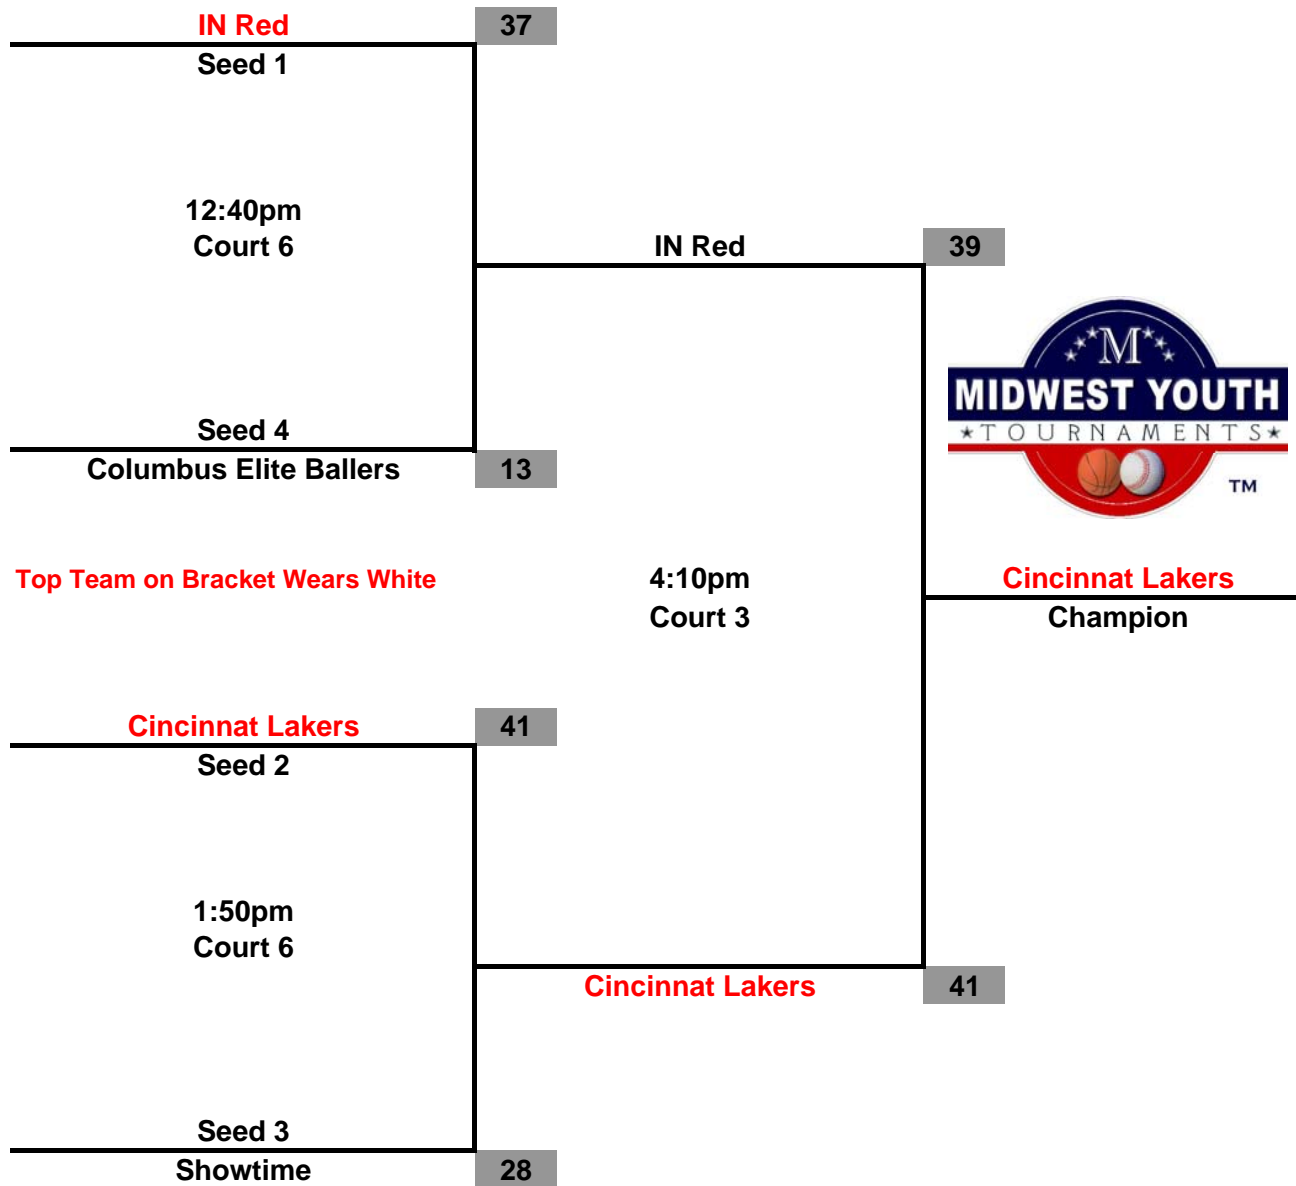 IN Red 37
Seed 1
12:40pm
Court 6
IN Red 39
M
MIDWEST YOUTH
TOURNAMENTS
TM
Seed 4
Columbus Elite Ballers 13
Top Team on Bracket Wears White
4:10pm
Court 3
Cincinnat Lakers
Champion
Cincinnat Lakers 41
Seed 2
1:50pm
Court 6
Cincinnat Lakers 41
Seed 3
Showtime 28